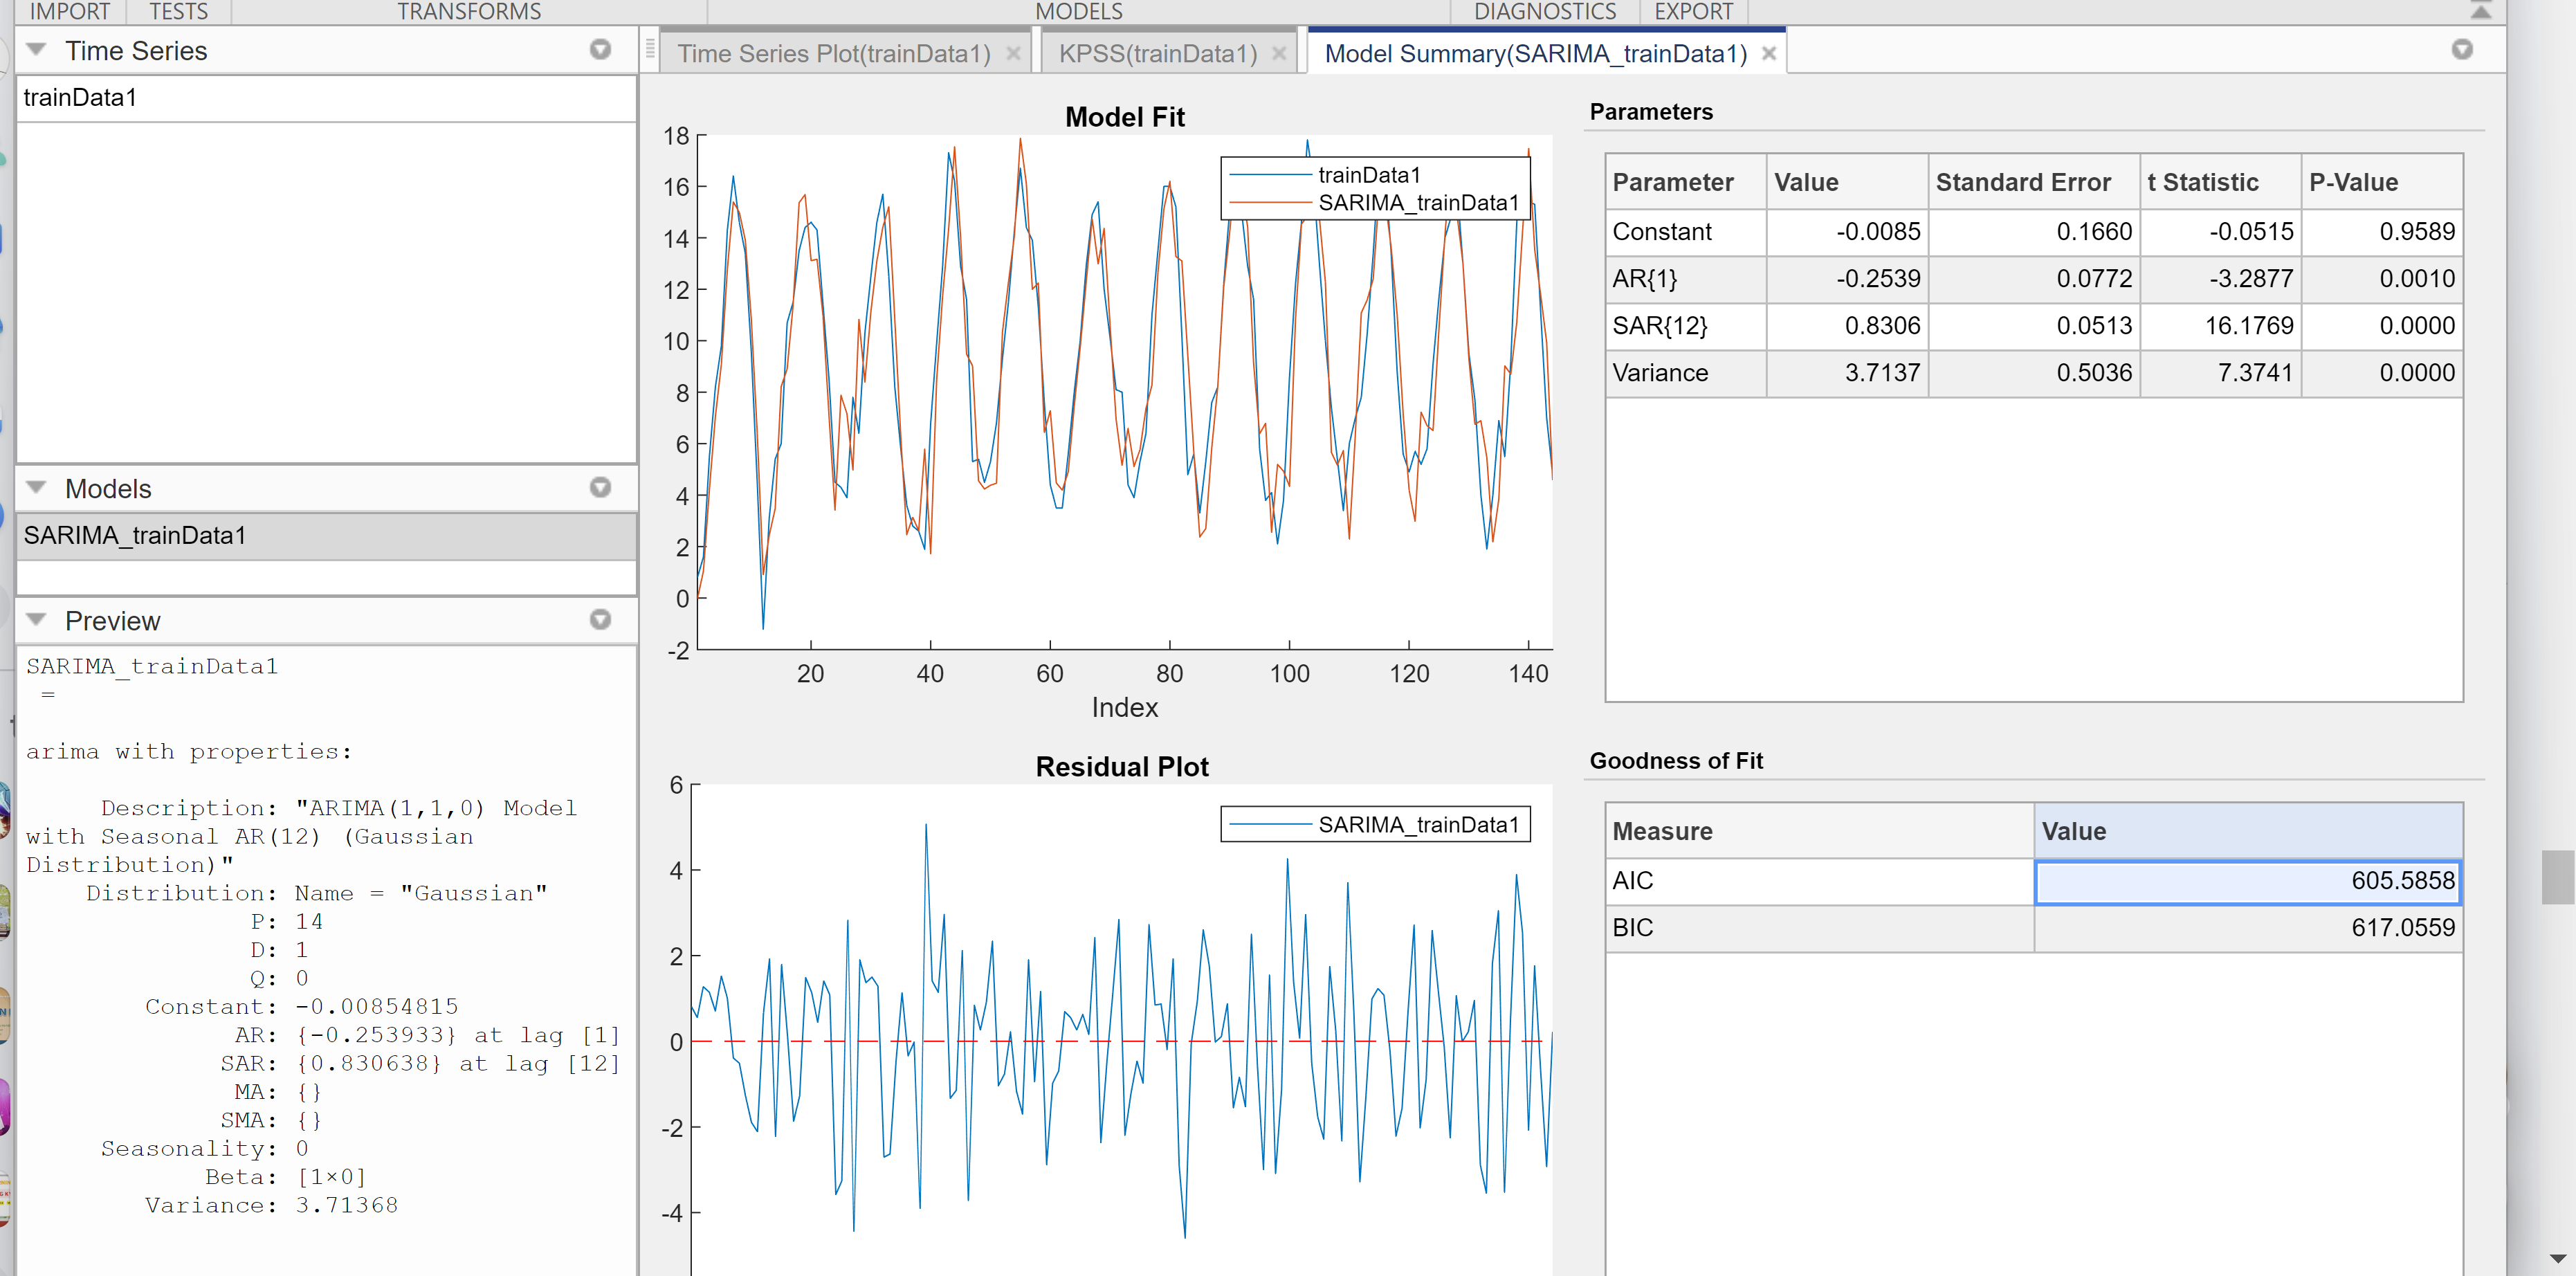 IMPORT TESTS TRANSFORMS MODELS DIAGNOSTICS EXPORT
Time Series
trainData1
Models
SARIMA_trainData1
Preview
SARIMA_trainData1
=
arima with properties:
Description: "ARIMA(1,1,0) Model
with Seasonal AR(12) (Gaussian
Distribution)"
Distribution: Name = "Gaussian"
P: 14
D: 1
Q: 0
Constant: -0.00854815
AR: {-0.253933} at lag [1]
SAR: {0.830638} at lag [12]
MA: {}
SMA: {}
Seasonality: 0
Beta: [1×0]
Variance: 3.71368
Time Series Plot(trainData1) KPSS(trainData1) Model Summary(SARIMA_trainData1)
Model Fit
18
16
14
12
10
8
6
4
2
0
-2
trainData1
SARIMA_trainData1
20 40 60 80 100 120 140
Index
Residual Plot
6
4
2
0
-2
-4
SARIMA_trainData1
Parameters
Parameter Value Standard Error t Statistic P-Value
Constant -0.0085 0.1660 -0.0515 0.9589
AR{1} -0.2539 0.0772 -3.2877 0.0010
SAR{12} 0.8306 0.0513 16.1769 0.0000
Variance 3.7137 0.5036 7.3741 0.0000
Goodness of Fit
Measure Value
AIC 605.5858
BIC 617.0559